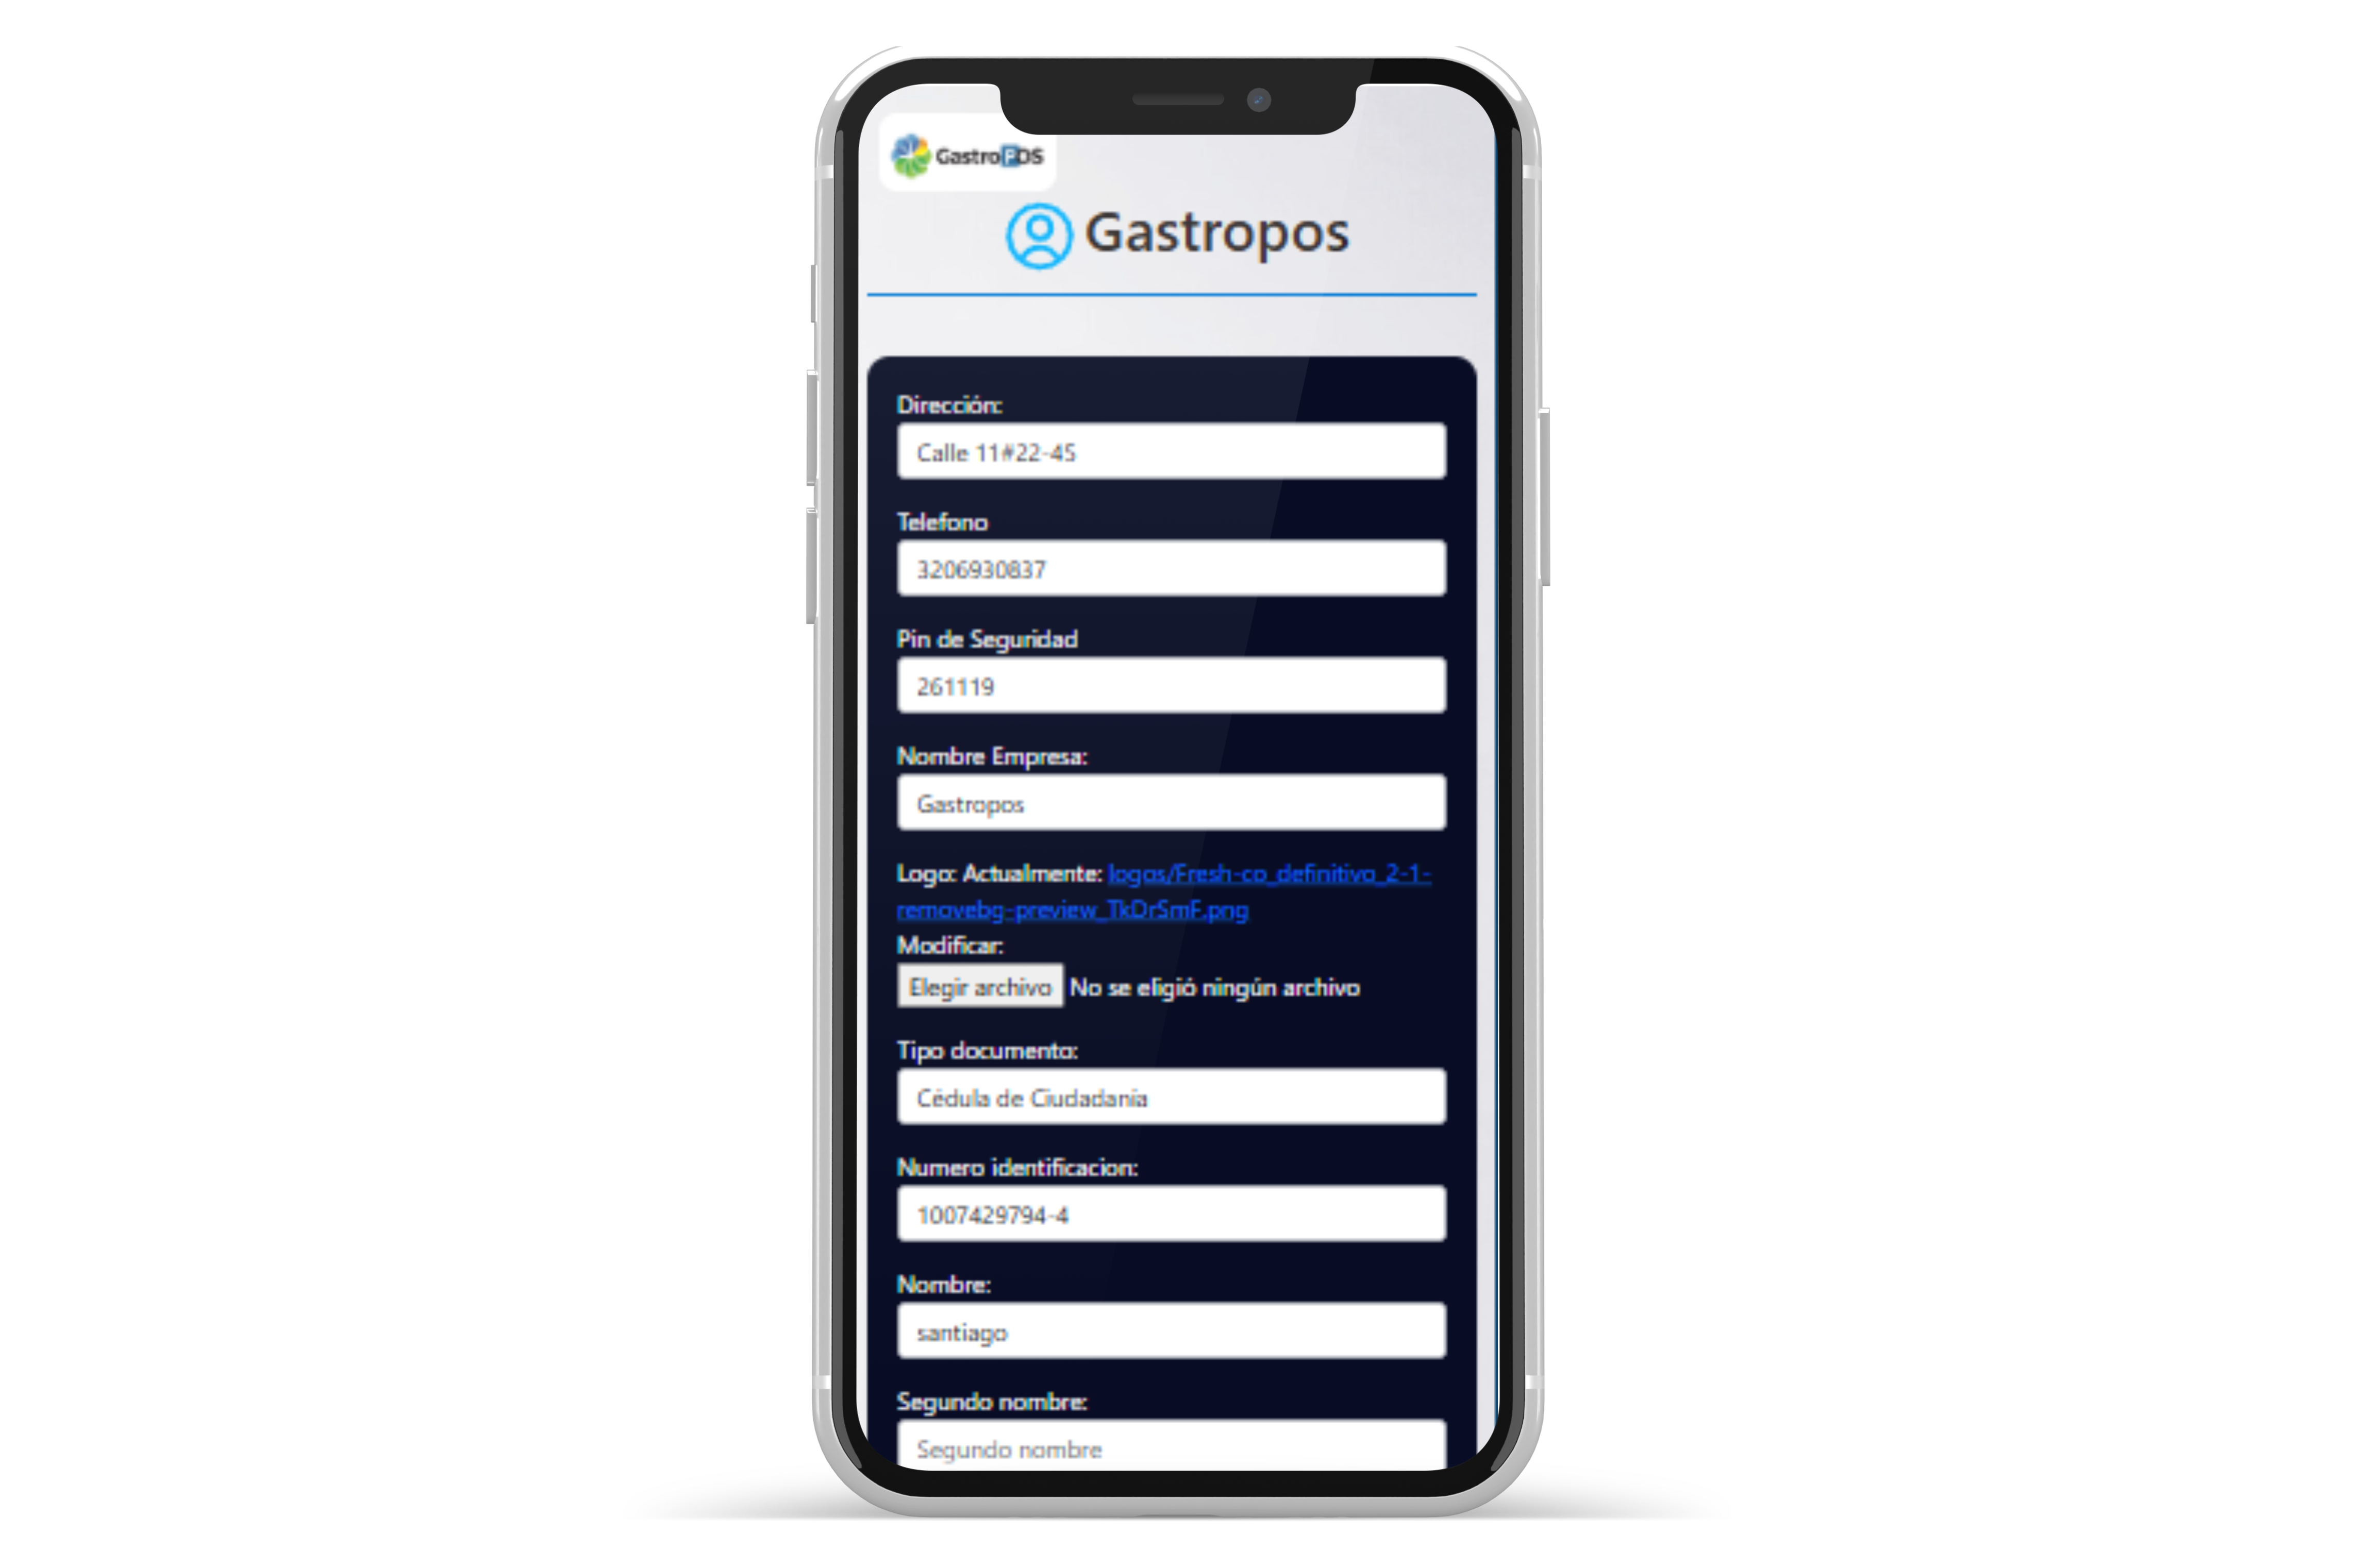 GastroPOS
Gastropos
Dirección:
Calle 11#22-45
Telefono
3206930837
Pin de Seguridad
261119
Nombre Empresa:
Gastropos
Logo: Actualmente: logos/Fresh-co_definitivo_2-1-
removebg-preview_TkDrSmF.png
Modificar:
Elegir archivo No se eligió ningún archivo
Tipo documento:
Cédula de Ciudadania
Numero identificacion:
1007429794-4
Nombre:
santiago
Segundo nombre:
Segundo nombre